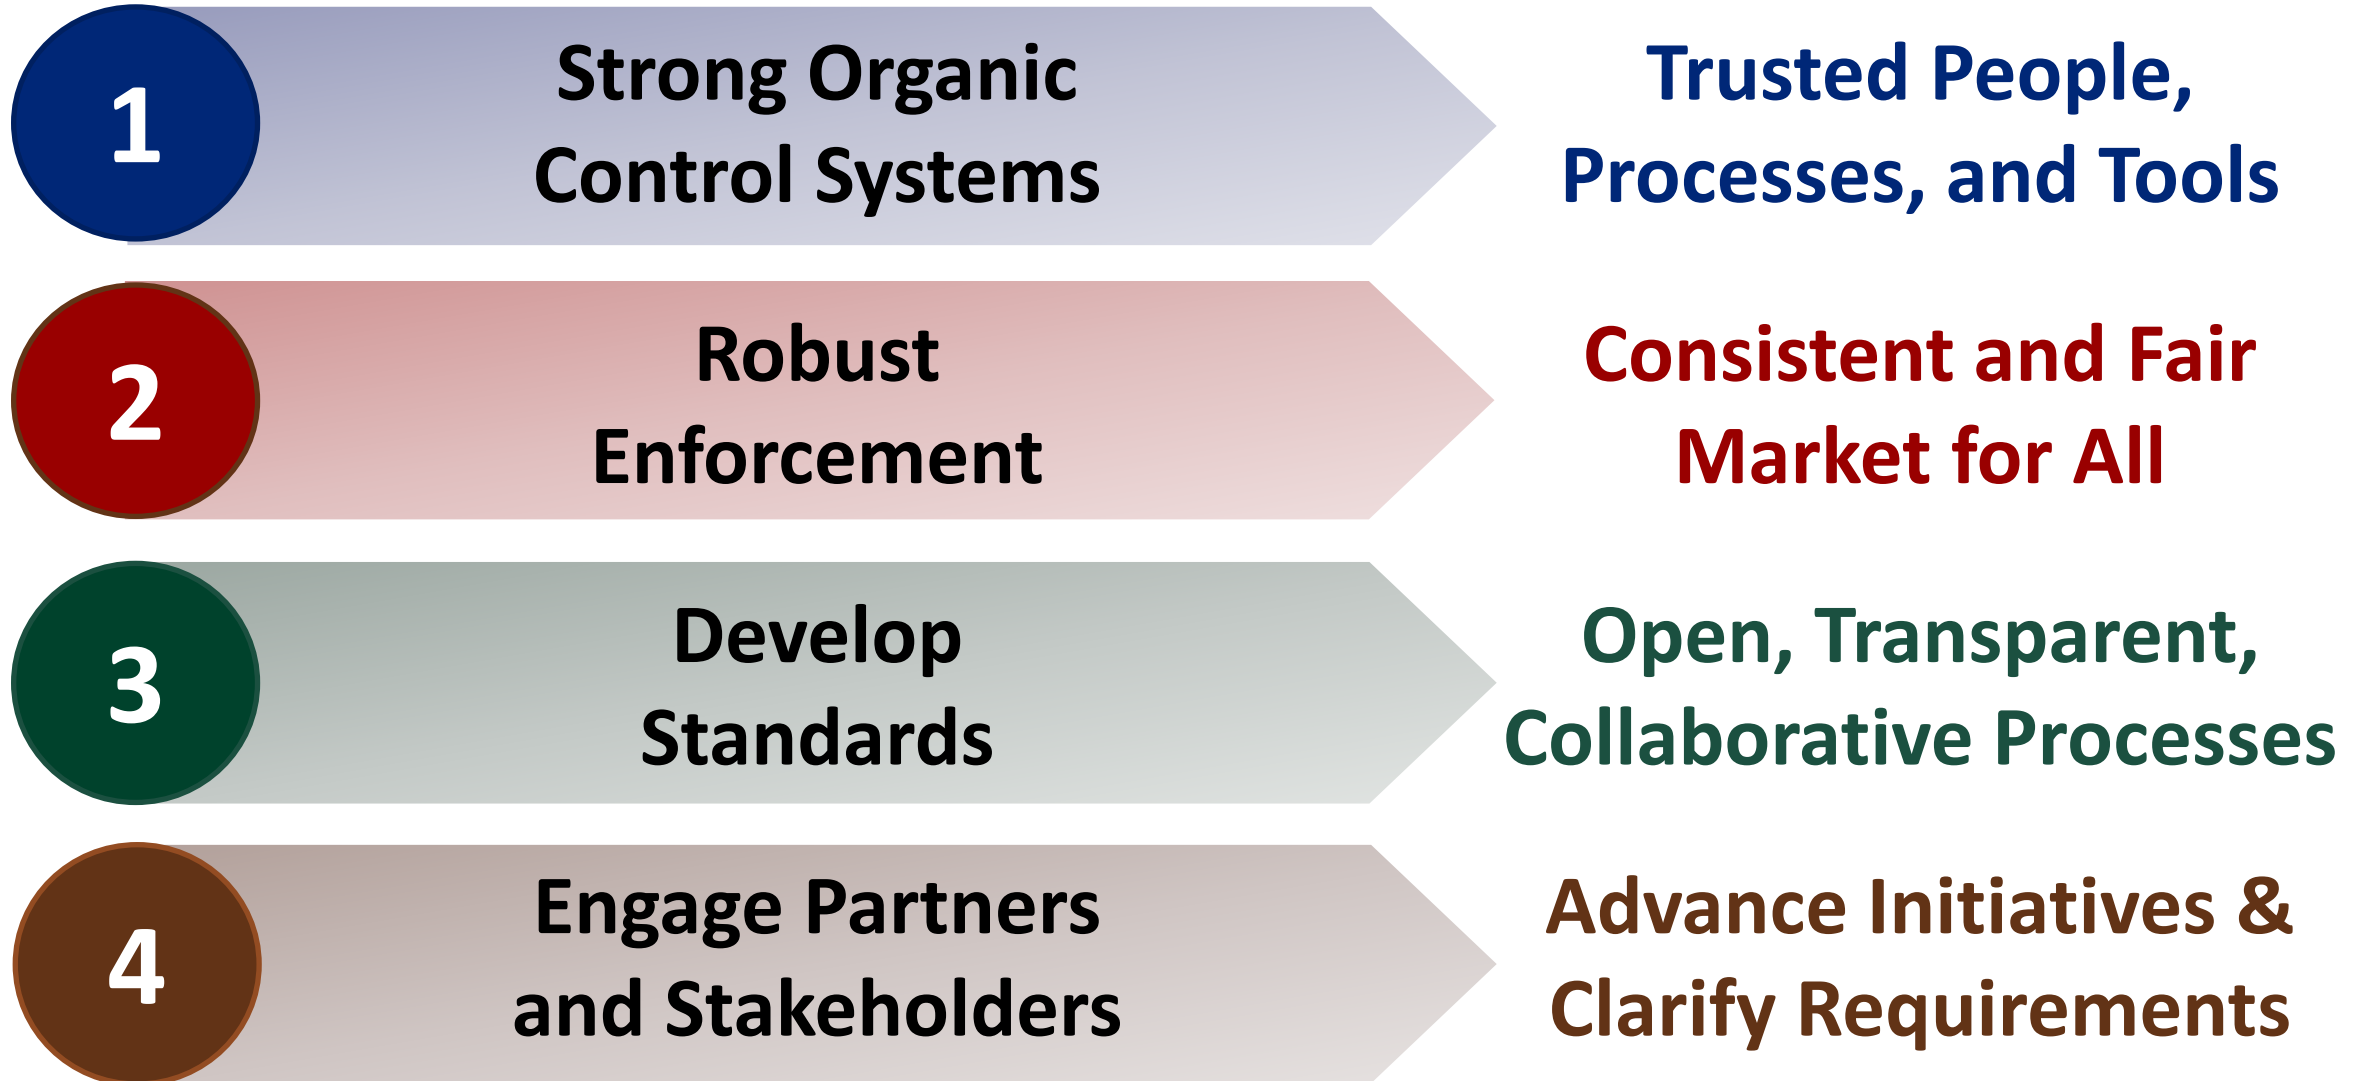 1
Strong Organic
Control Systems
Trusted People,
Processes, and Tools
2
Robust
Enforcement
Consistent and Fair
Market for All
3
Develop
Standards
Open, Transparent,
Collaborative Processes
4
Engage Partners
and Stakeholders
Advance Initiatives &
Clarify Requirements